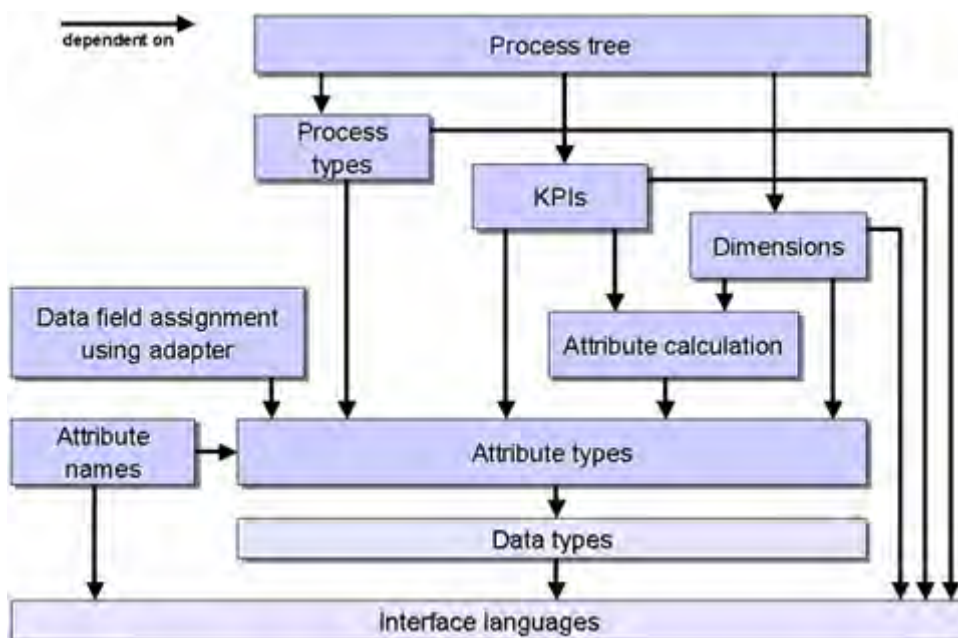 dependent on
Process tree
Process
types
KPIs
Dimensions
Data field assignment
using adapter
Attribute calculation
Attribute
names
Attribute types
Data types
Interface languages